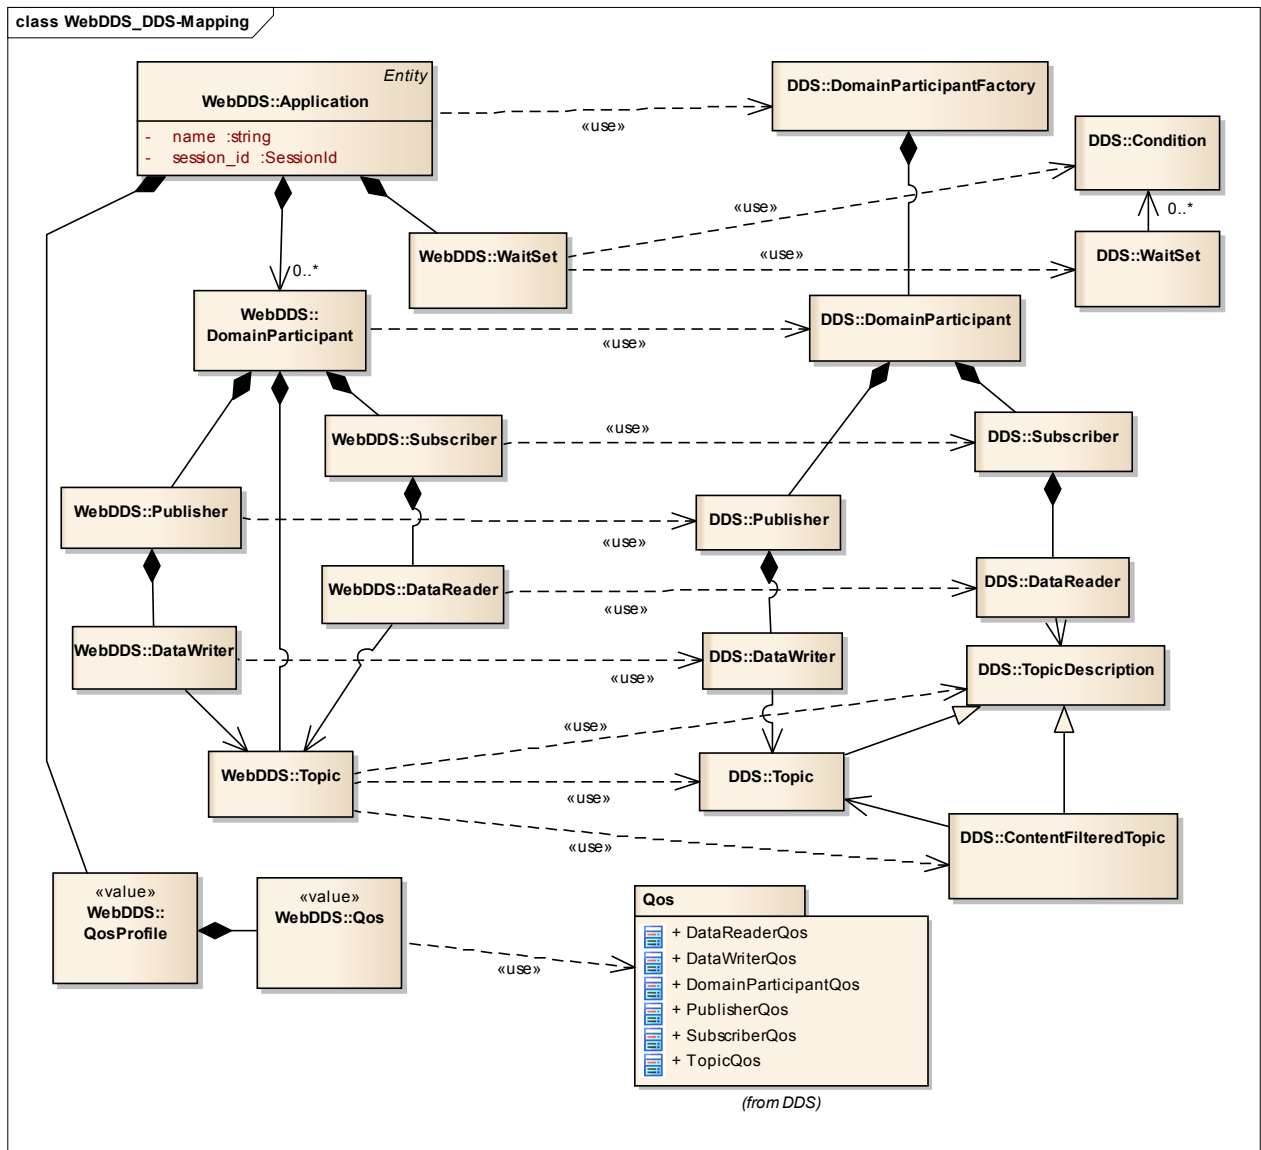 class WebDDS_DDS-Mapping
Entity
WebDDS::Application
- name :string
- session_id :SessionId
DDS::DomainParticipantFactory
«use»
DDS::Condition
«use»
0..*
WebDDS::WaitSet
«use»
DDS::WaitSet
0..*
WebDDS::
DomainParticipant
DDS::DomainParticipant
«use»
WebDDS::Subscriber
«use»
DDS::Subscriber
WebDDS::Publisher
DDS::Publisher
«use»
WebDDS::DataReader
DDS::DataReader
«use»
WebDDS::DataWriter
DDS::DataWriter
«use»
DDS::TopicDescription
«use»
WebDDS::Topic
DDS::Topic
«use»
DDS::ContentFilteredTopic
«use»
«value»
WebDDS::
QosProfile
«value»
WebDDS::Qos
«use»
Qos
+ DataReaderQos
+ DataWriterQos
+ DomainParticipantQos
+ PublisherQos
+ SubscriberQos
+ TopicQos
(from DDS)